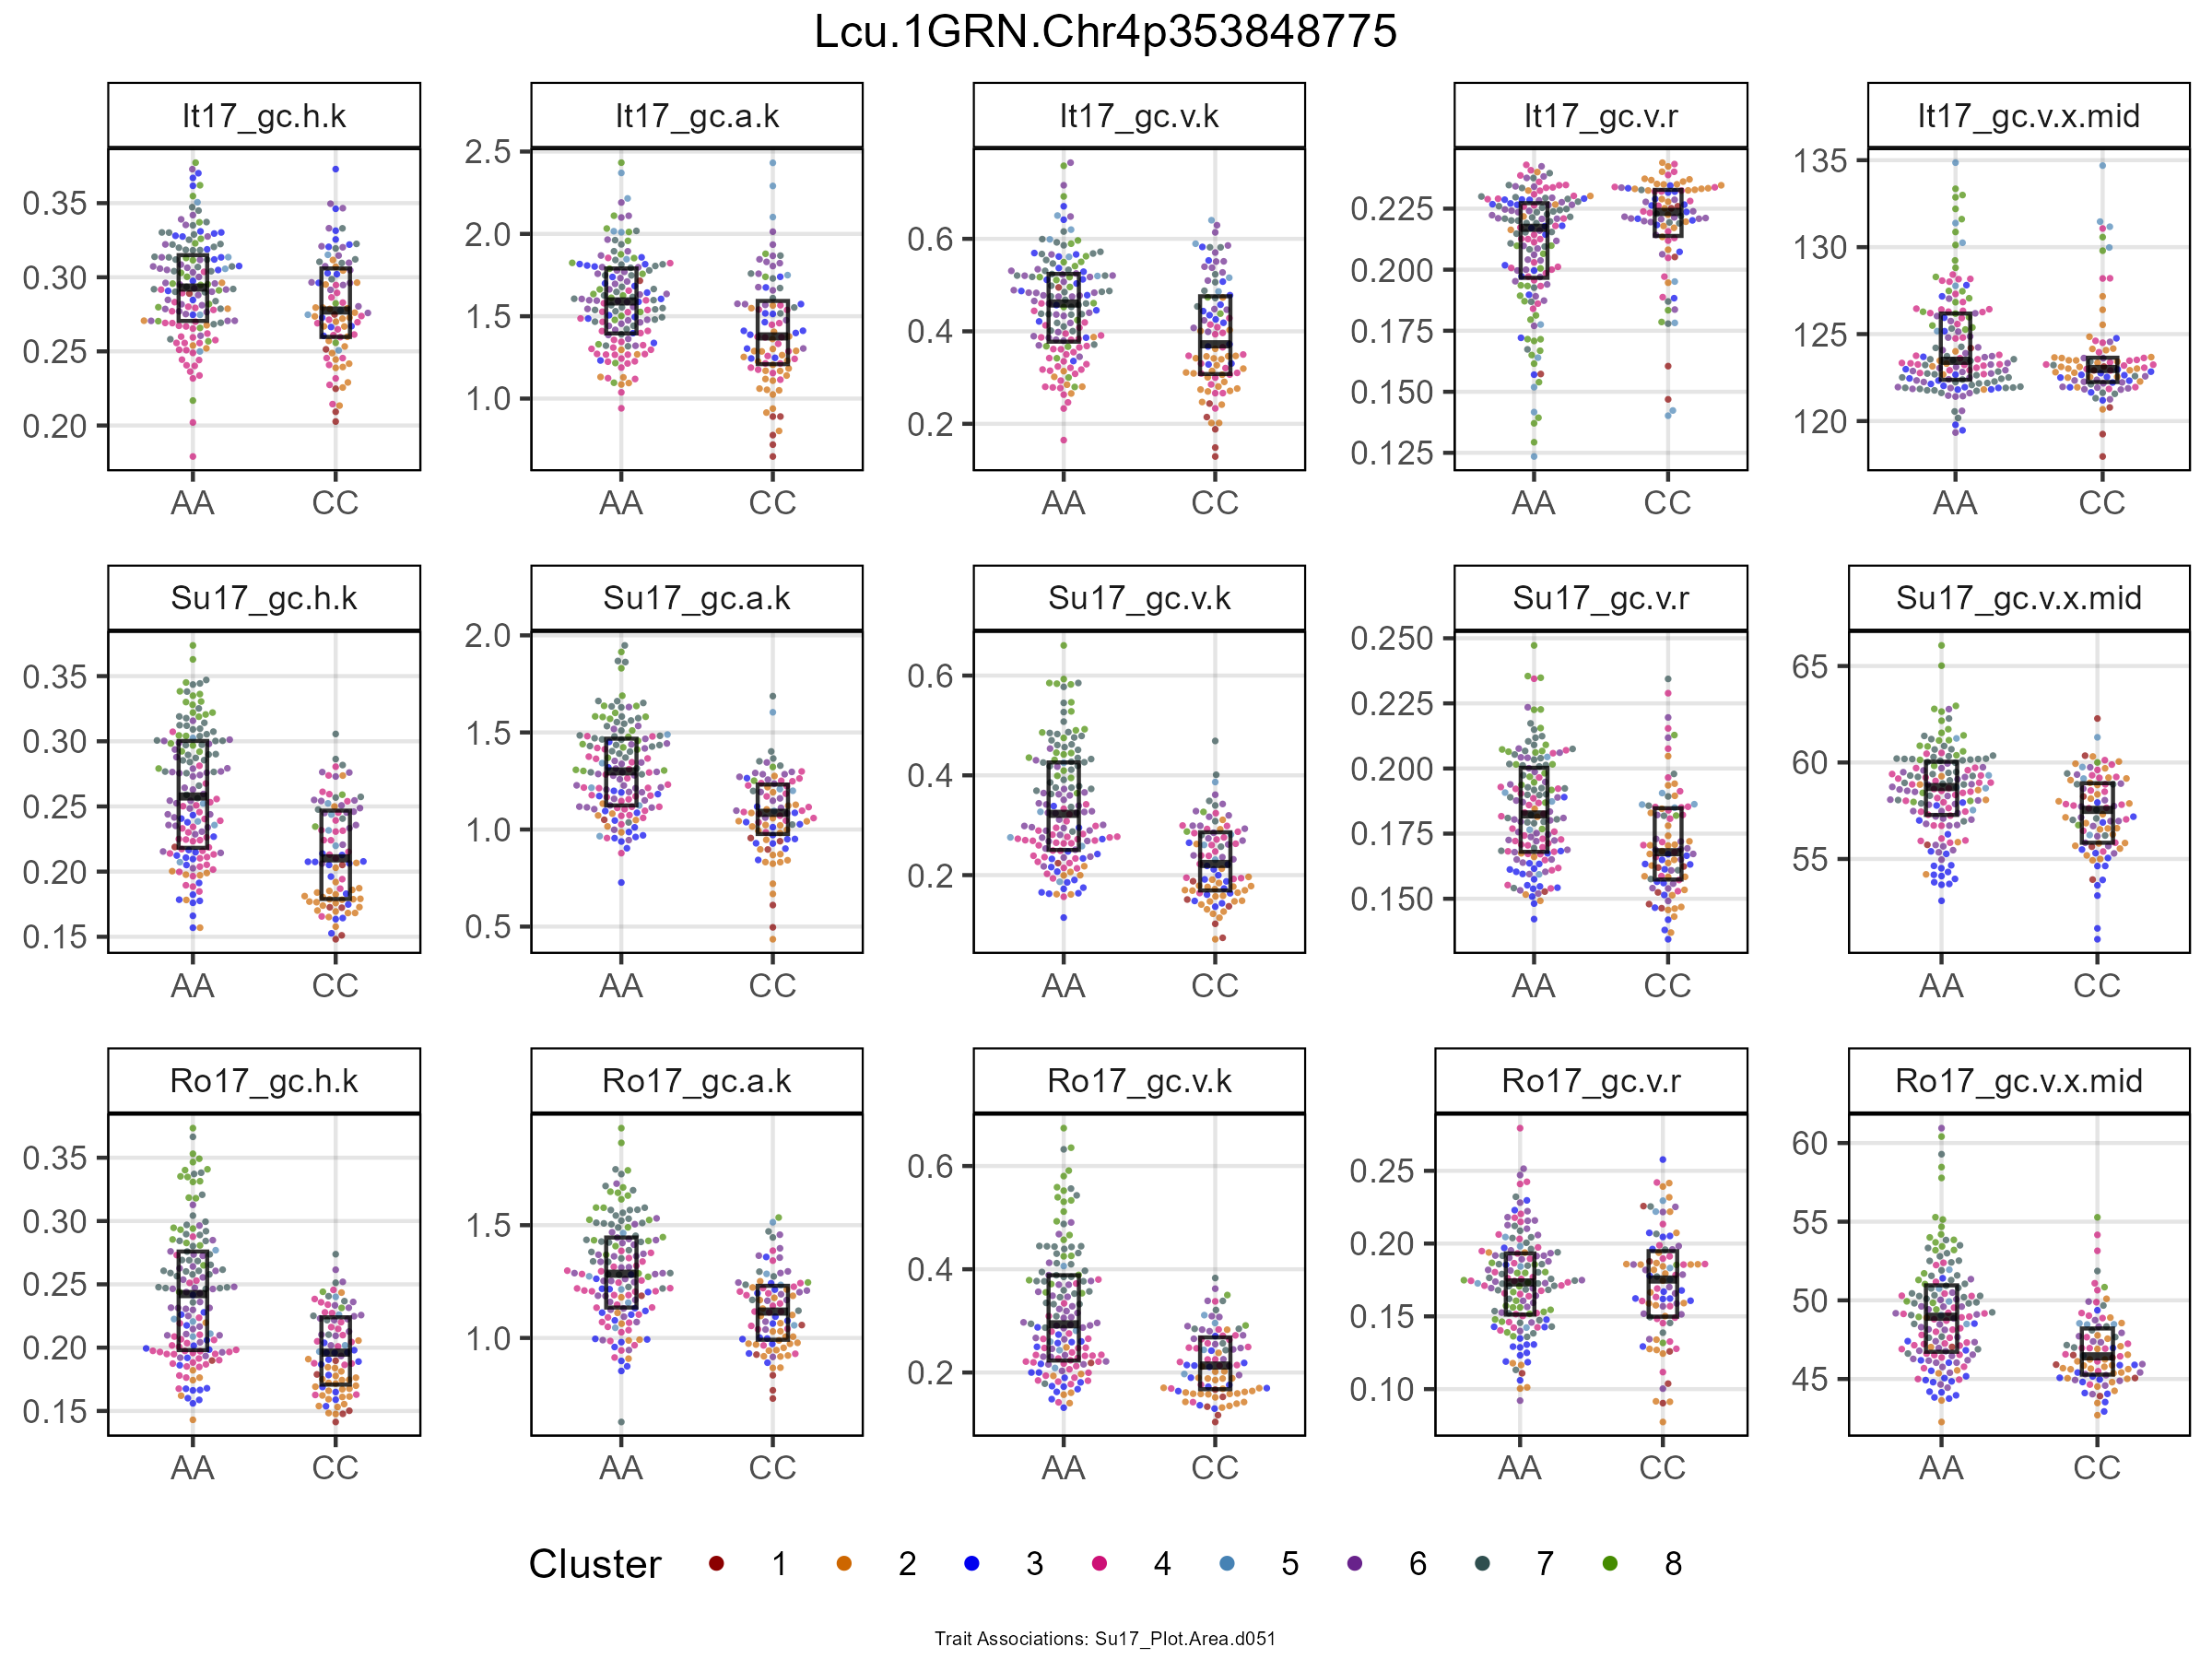 Lcu.1GRN.Chr4p353848775
It17_gc.h.k It17_gc.a.k It17_gc.v.k It17_gc.v.r It17_gc.v.x.mid
0.35 0.30 0.25 0.20
2.5 2.0 1.5 1.0
0.6 0.4 0.2
0.225 0.200 0.175 0.150 0.125
135 130 125 120
AA CC AA CC AA CC AA CC AA CC
Su17_gc.h.k Su17_gc.a.k Su17_gc.v.k Su17_gc.v.r Su17_gc.v.x.mid
0.35 0.30 0.25 0.20 0.15
2.0 1.5 1.0 0.5
0.6 0.4 0.2
0.250 0.225 0.200 0.175 0.150
65 60 55
AA CC AA CC AA CC AA CC AA CC
Ro17_gc.h.k Ro17_gc.a.k Ro17_gc.v.k Ro17_gc.v.r Ro17_gc.v.x.mid
0.35 0.30 0.25 0.20 0.15
1.5 1.0
0.6 0.4 0.2
0.25 0.20 0.15 0.10
60 55 50 45
AA CC AA CC AA CC AA CC AA CC
Cluster 1 2 3 4 5 6 7 8
Trait Associations: Su17_Plot.Area.d051